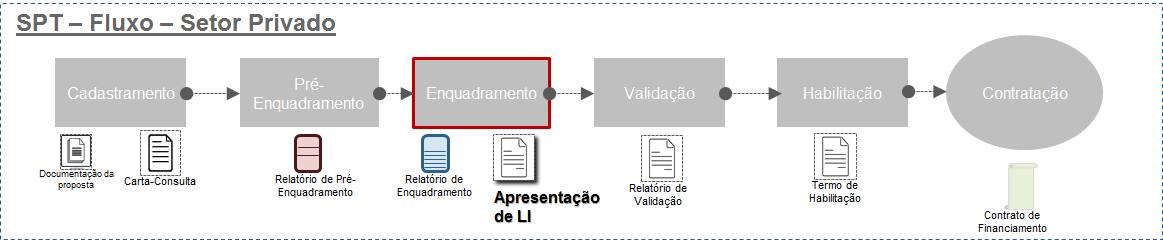 SPT – Fluxo – Setor Privado
Cadastramento
Pré-
Enquadramento
Enquadramento
Validação
Habilitação
Contratação
Documentação da
proposta
Carta-Consulta
Relatório de Pré-
Enquadramento
Relatório de
Enquadramento
Apresentação
de LI
Relatório de
Validação
Termo de
Habilitação
Contrato de
Financiamento